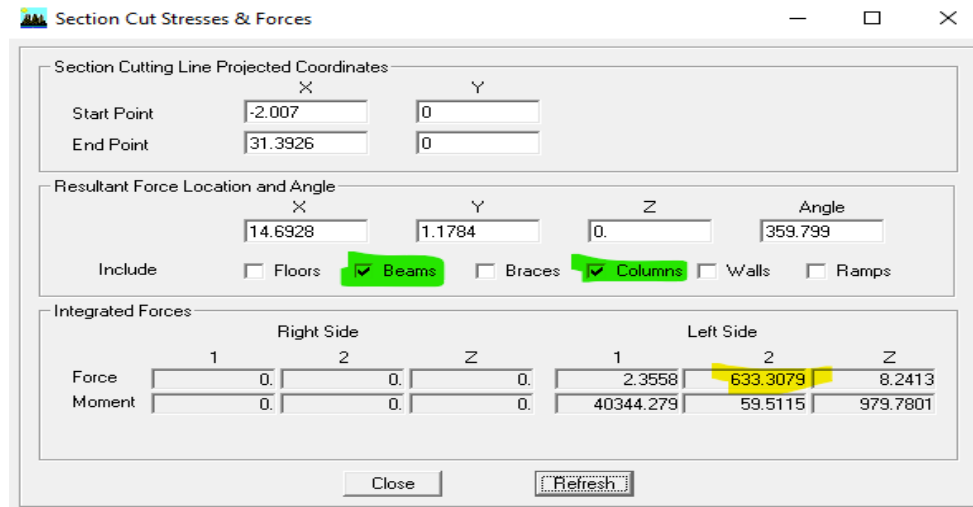 Section Cut Stresses & Forces
Section Cutting Line Projected Coordinates
X Y
Start Point -2.007 0
End Point 31.3926 0
Resultant Force Location and Angle
X Y Z Angle
14.6928 1.1784 0. 359.799
Include Floors Beams Braces Columns Walls Ramps
Integrated Forces
Right Side Left Side
1 2 Z 1 2 Z
Force 0. 0. 0. 2.3558 633.3079 8.2413
Moment 0. 0. 0. 40344.279 59.5115 979.7801
Close Refresh